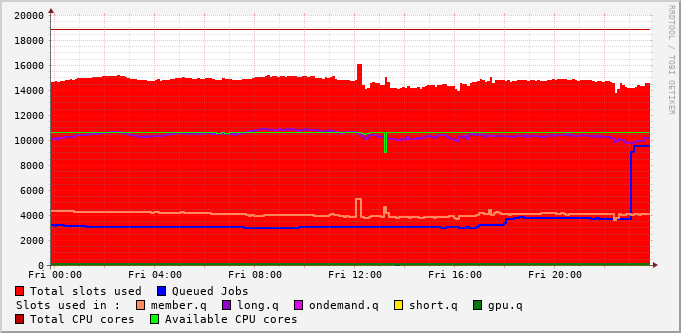 RRDTOOL / TOBI OETIKER
20000
18000
16000
14000
12000
10000
8000
6000
4000
2000
0
Fri 00:00 Fri 04:00 Fri 08:00 Fri 12:00 Fri 16:00 Fri 20:00
Total slots used Queued Jobs
Slots used in : member.q long.q ondemand.q short.q gpu.q
Total CPU cores Available CPU cores